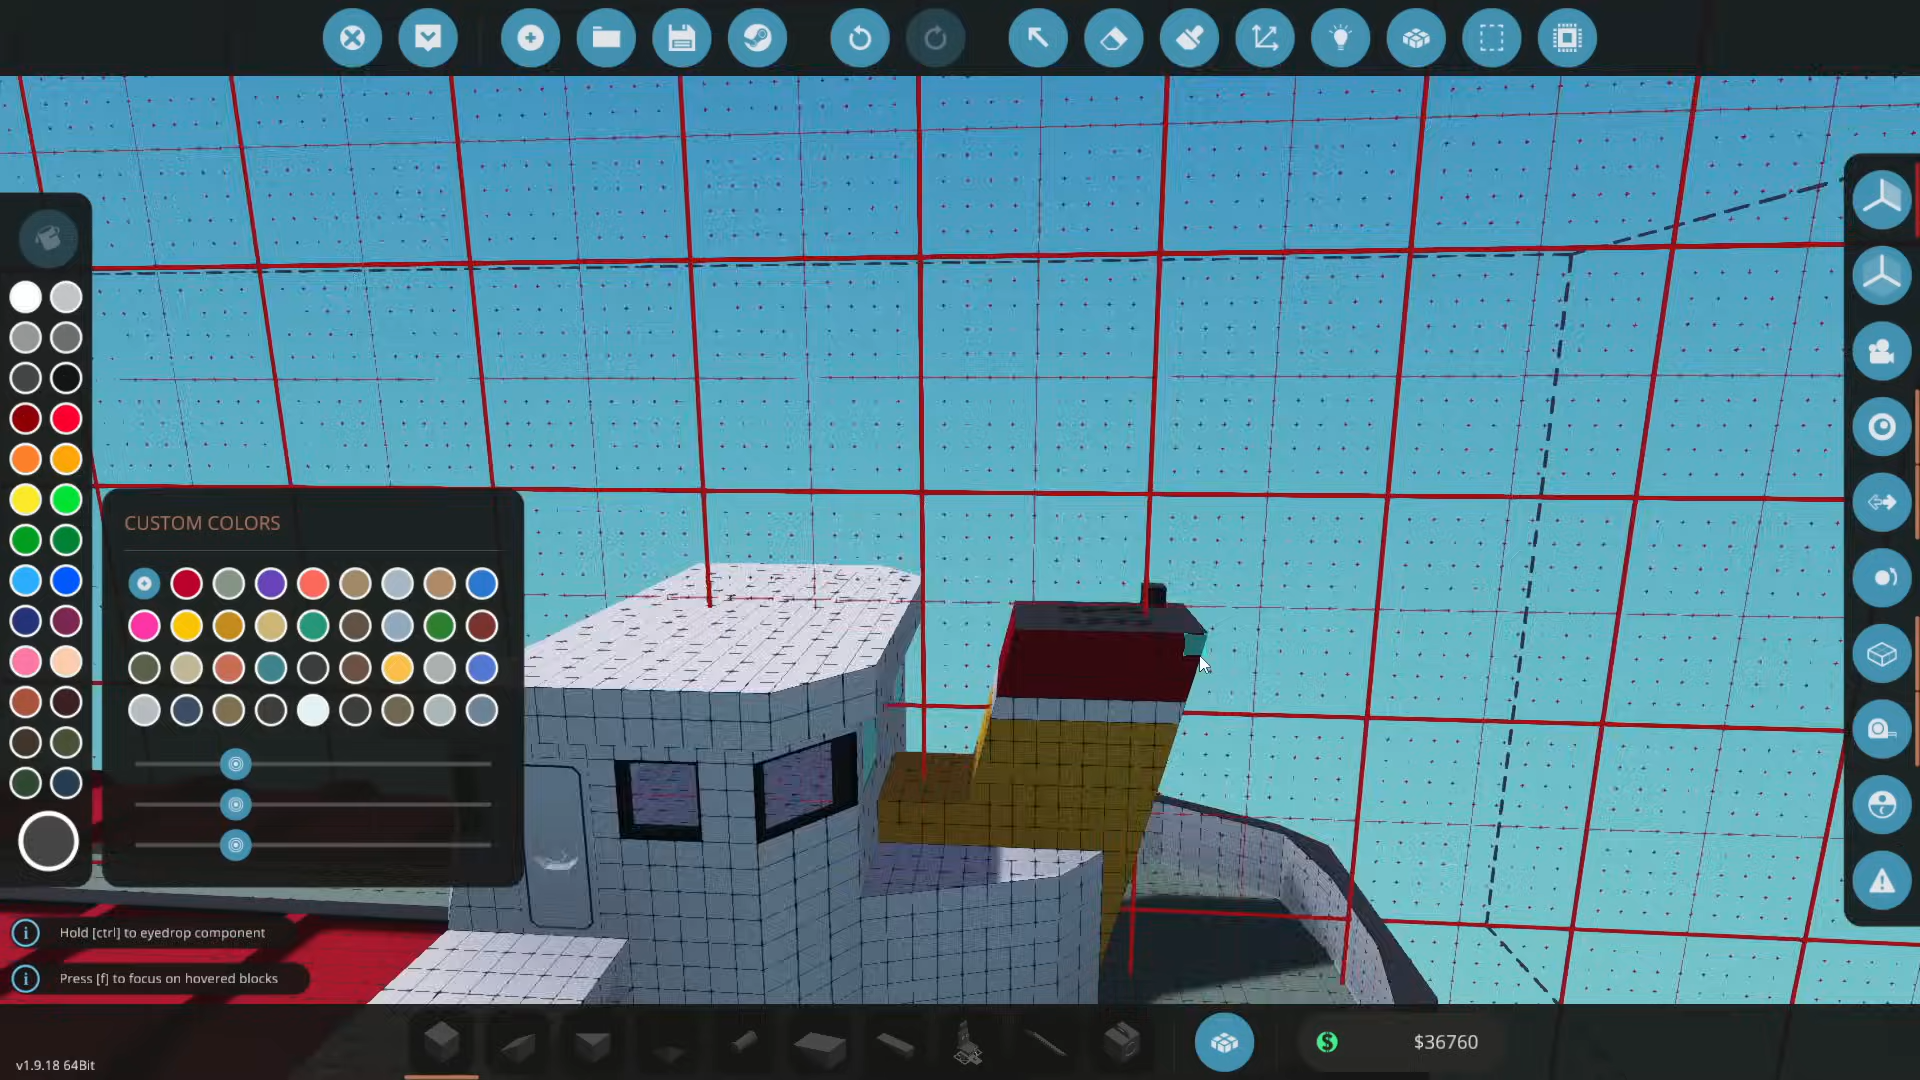 CUSTOM COLORS
Hold [ctrl] to eyedrop component
Press [f] to focus on hovered blocks
$36760
v1.9.18 64Bit